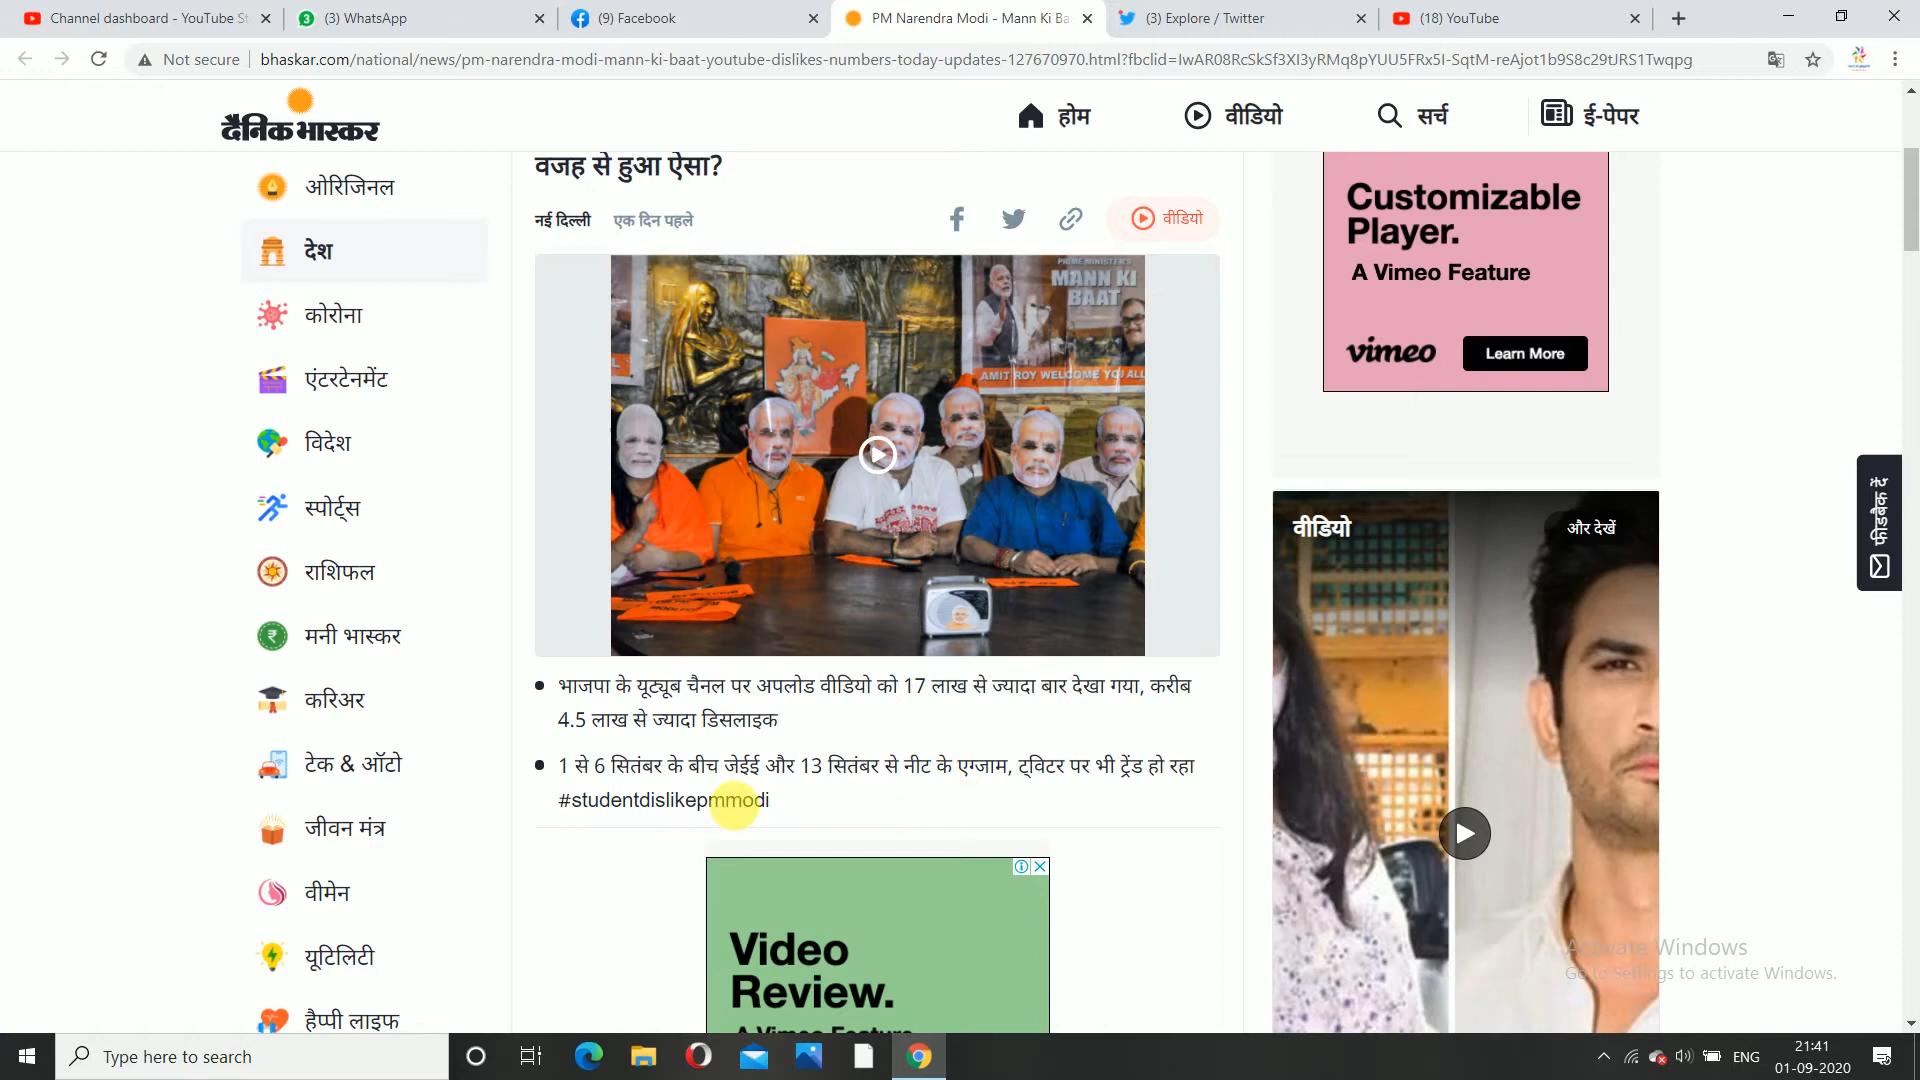 Channel dashboard - YouTube St
(3) WhatsApp
(9) Facebook
PM Narendra Modi - Mann Ki Ba
(3) Explore / Twitter
(18) YouTube
Not secure
bhaskar.com/national/news/pm-narendra-modi-mann-ki-baat-youtube-dislikes-numbers-today-updates-127670970.html?fbclid=IwAR08RcSkSf3XI3yRMq8pYUU5FRx5I-SqtM-reAjot1b9S8c29tJRS1Twqpg
दैनिक भास्कर
होम
वीडियो
सर्च
ई-पेपर
ओरिजिनल
देश
कोरोना
एंटरटेनमेंट
विदेश
स्पोर्ट्स
राशिफल
मनी भास्कर
करिअर
टेक & ऑटो
जीवन मंत्र
वीमेन
यूटिलिटी
हैप्पी लाइफ
वजह से हुआ ऐसा?
नई दिल्ली एक दिन पहले
वीडियो
PRIME MINISTER'S
MANN KI
BAAT
AMIT ROY WELCOME YOU ALL
भाजपा के यूट्यूब चैनल पर अपलोड वीडियो को 17 लाख से ज्यादा बार देखा गया, करीब
4.5 लाख से ज्यादा डिसलाइक
1 से 6 सितंबर के बीच जेईई और 13 सितंबर से नीट के एग्जाम, ट्विटर पर भी ट्रेंड हो रहा
#studentdislikepmmodi
Video
Review.
A Vimeo Feature
Customizable
Player.
A Vimeo Feature
vimeo
Learn More
वीडियो
और देखें
फीडबैक दें
Activate Windows
Go to Settings to activate Windows.
Type here to search
ENG
21:41
01-09-2020